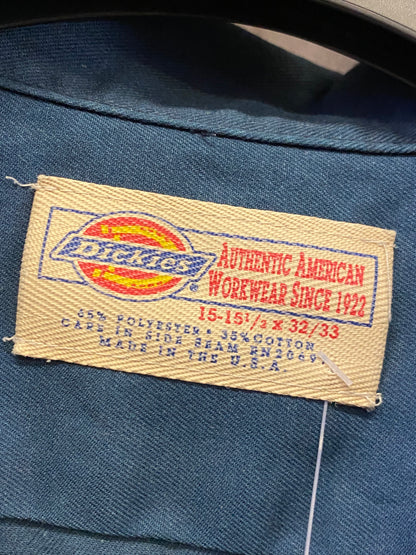 DICKIES®
AUTHENTIC AMERICAN
WORKWEAR SINCE 1922
15-15½ X 32/33
65% POLYESTER • 35% COTTON
CARE IN SIDE SEAM RN20697
MADE IN THE U.S.A.